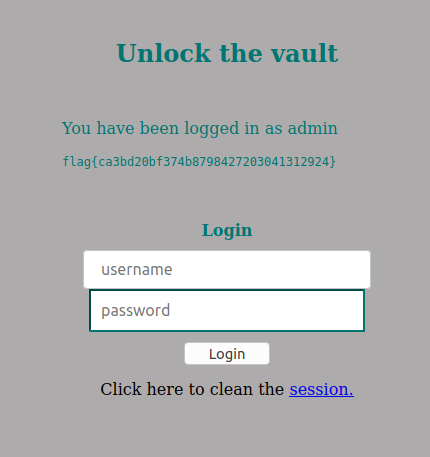 Unlock the vault
You have been logged in as admin
flag{ca3bd20bf374b8798427203041312924}
Login
username
password
Login
Click here to clean the session.